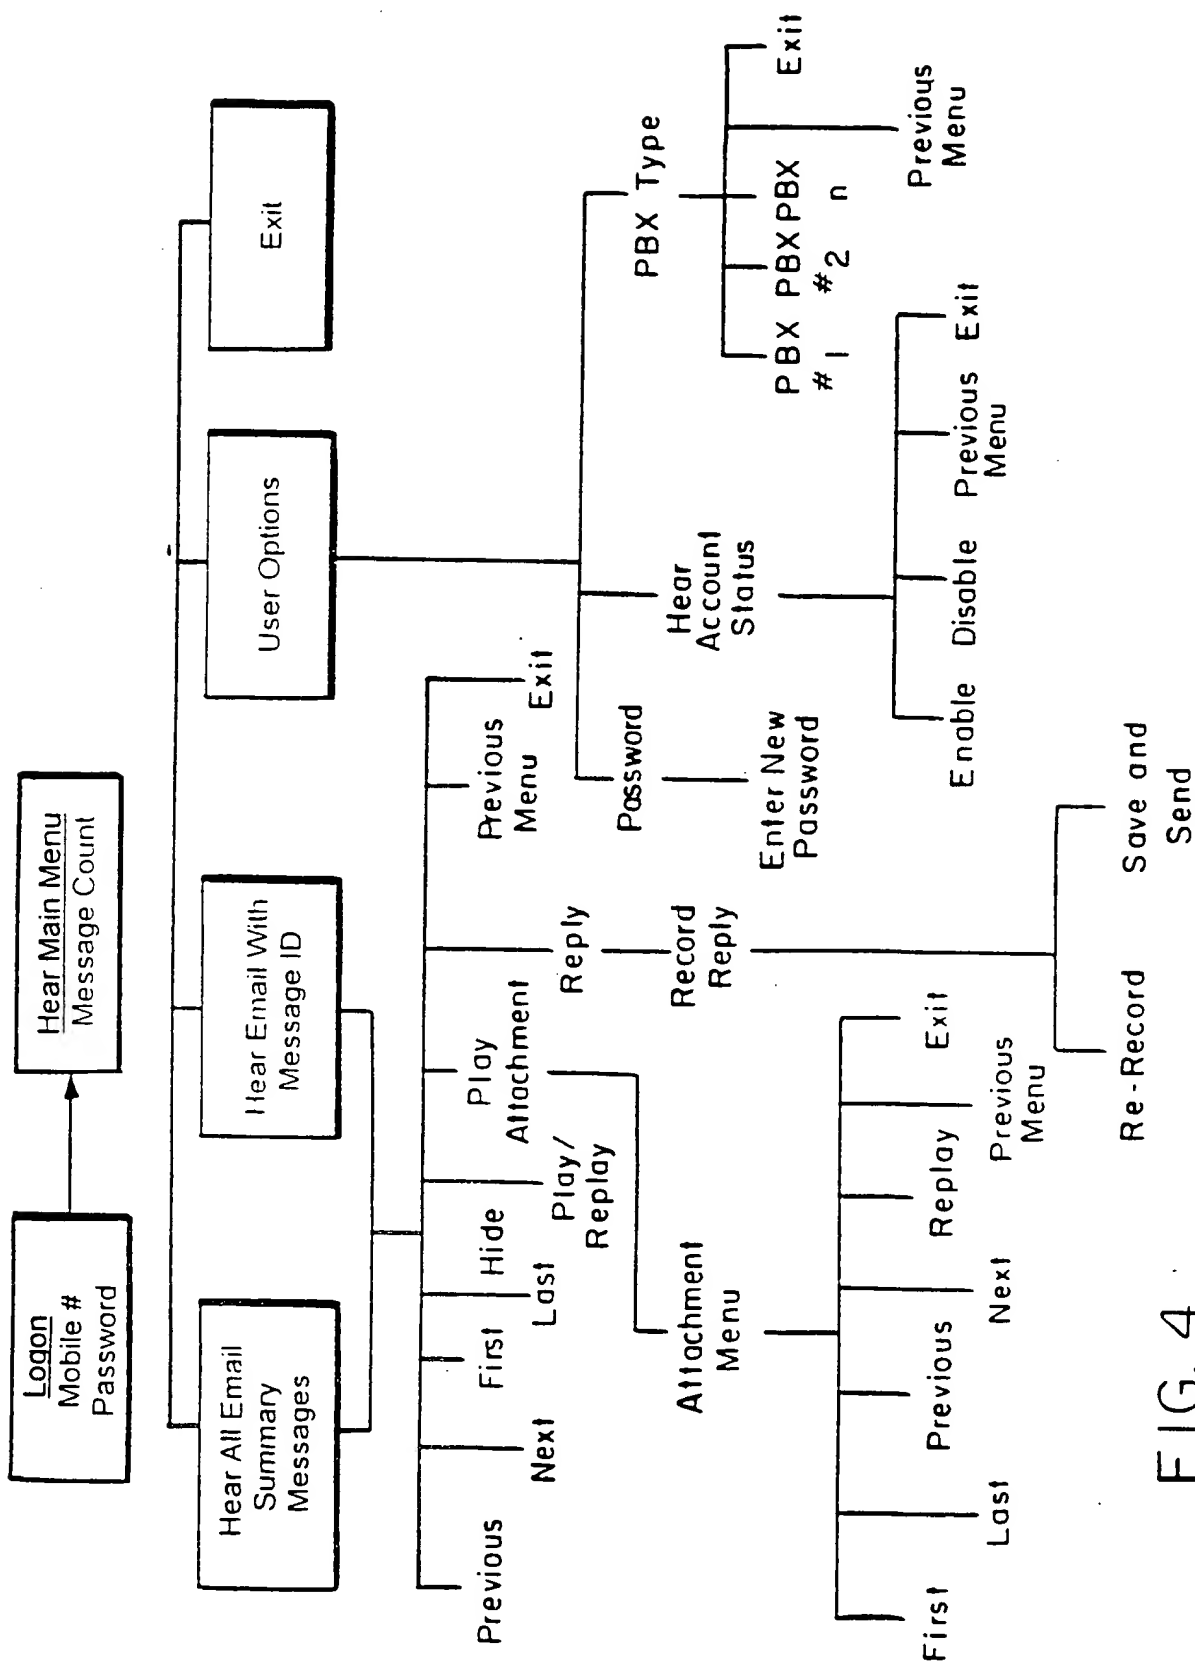 Logon
Mobile #
Password
Hear Main Menu
Message Count
Hear All Email
Summary
Messages
Hear Email With
Message ID
User Options
Exit
Previous
Next
First
Last
Hide
Play/
Replay
Play
Attachment
Reply
Previous
Menu
Exit
Record
Reply
Re-Record
Save and
Send
Attachment
Menu
First
Last
Previous
Next
Replay
Previous
Menu
Exit
Password
Enter New
Password
Hear
Account
Status
Enable
Disable
Previous
Menu
Exit
PBX Type
PBX
# 1
PBX
# 2
PBX
n
Previous
Menu
Exit
FIG. 4